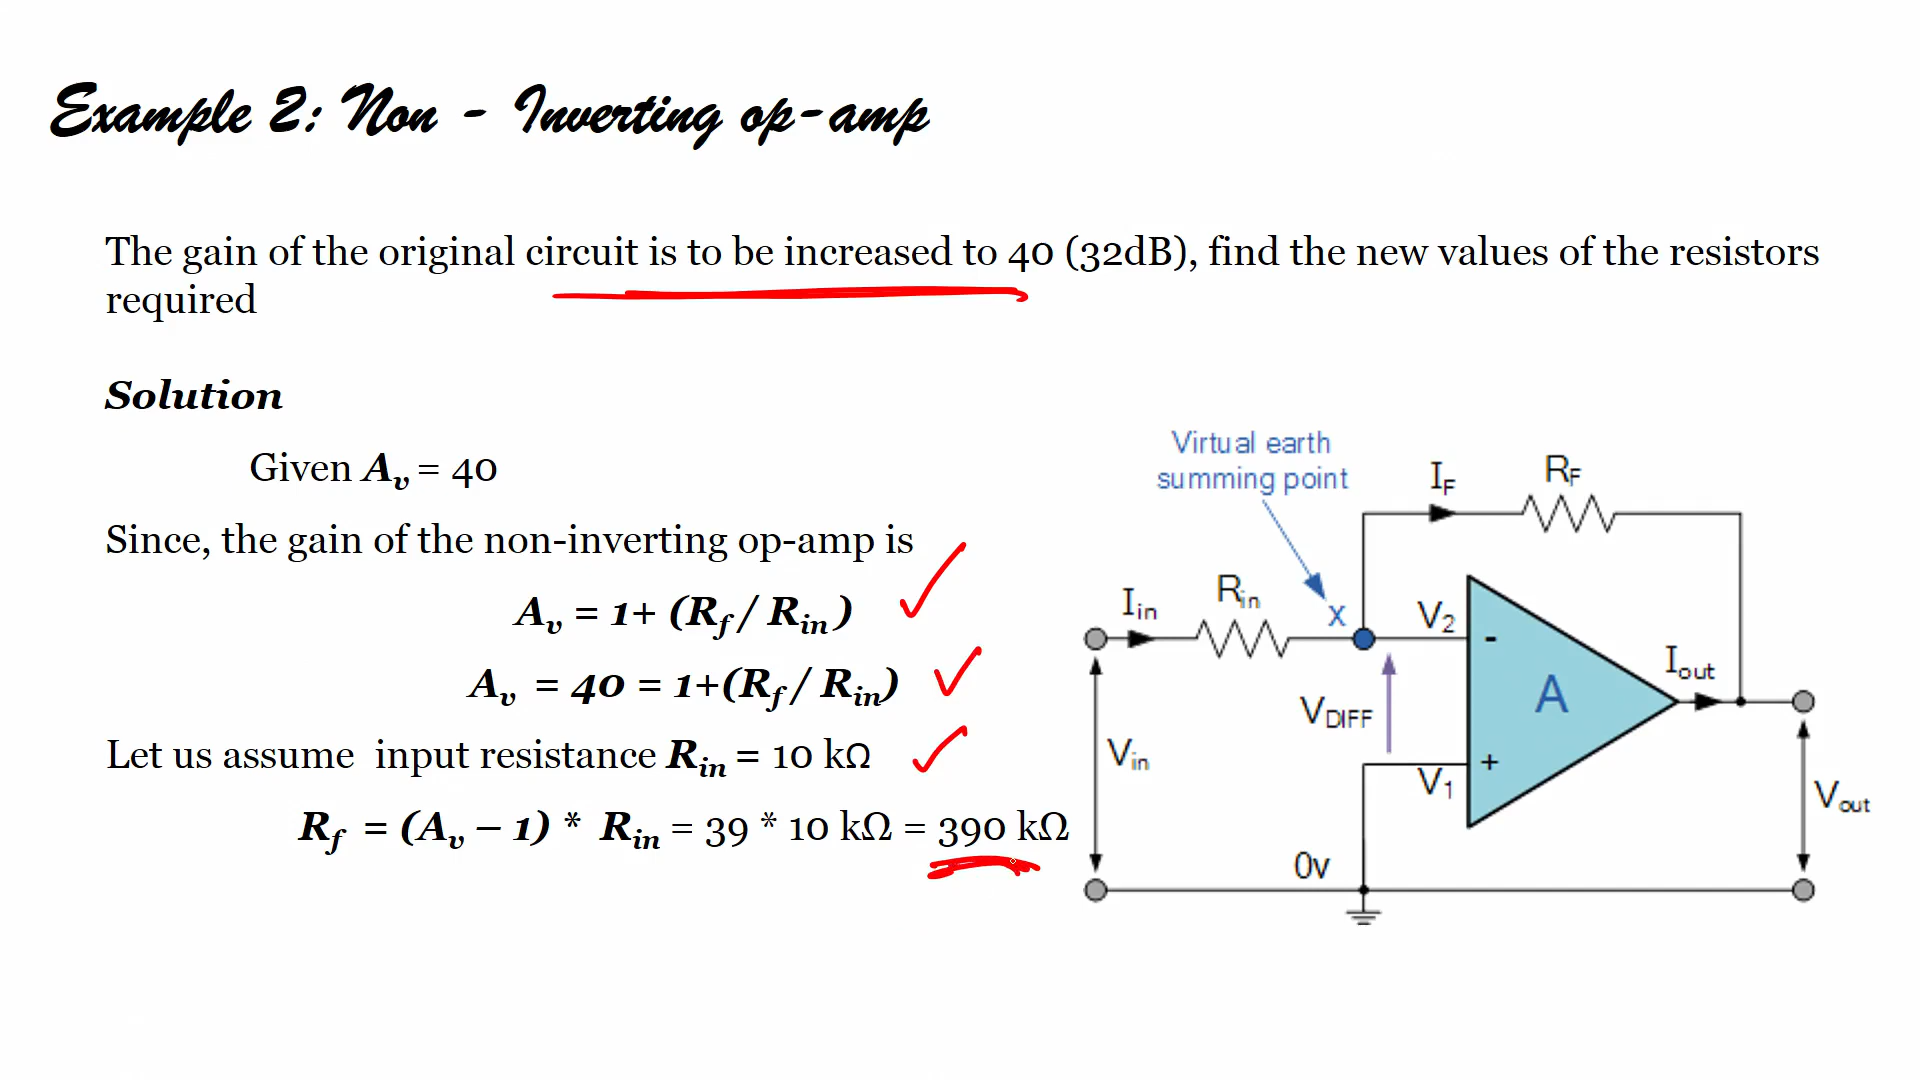 Example 2: Non - Inverting op-amp
The gain of the original circuit is to be increased to 40 (32dB), find the new values of the resistors
required
Solution
Given Av = 40
Since, the gain of the non-inverting op-amp is
Av = 1+ (Rf / Rin )
Av = 40 = 1+(Rf / Rin)
Let us assume input resistance Rin = 10 kΩ
Rf = (Av – 1) * Rin = 39 * 10 kΩ = 390 kΩ
Virtual earth
summing point
IF
RF
Iin
Rin
X
V2
-
A
Iout
VDIFF
Vin
V1
+
Vout
0v